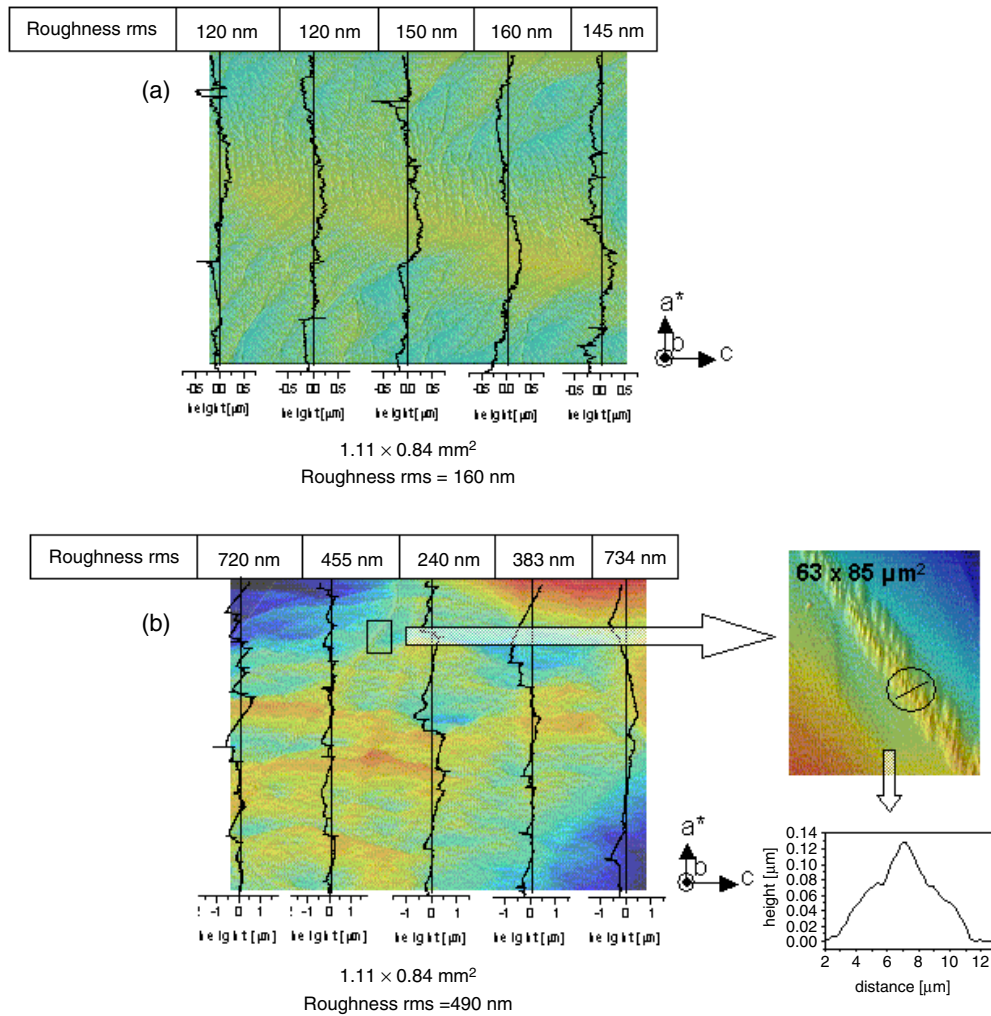 Roughness rms 120 nm 120 nm 150 nm 160 nm 145 nm
(a)
a*
b
c
-0.5 0.0 0.5 -0.5 0.0 0.5 -0.5 0.0 0.5 -0.5 0.0 0.5 -0.5 0.0 0.5
height[µm] height[µm] height[µm] height[µm] height[µm]
1.11 × 0.84 mm²
Roughness rms = 160 nm
Roughness rms 720 nm 455 nm 240 nm 383 nm 734 nm
63 x 85 µm²
(b)
a*
b
c
-1 0 1 -1 0 1 -1 0 1 -1 0 1 -1 0 1
height[µm] height[µm] height[µm] height[µm] height[µm]
1.11 × 0.84 mm²
Roughness rms =490 nm
0.14
0.12
0.10
0.08
0.06
0.04
0.02
0.00
height [µm]
2 4 6 8 10 12
distance [µm]